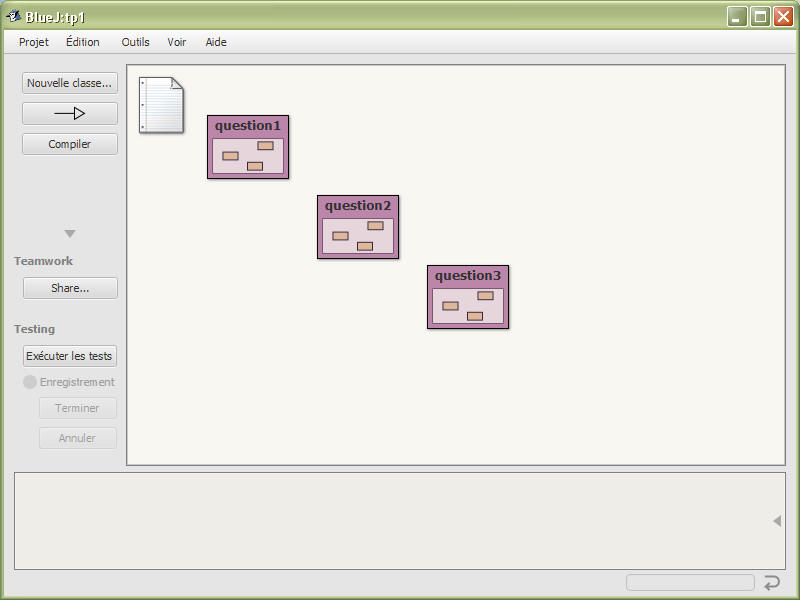 BlueJ:tp1
Projet Édition Outils Voir Aide
Nouvelle classe...
Compiler
question1
question2
question3
Teamwork
Share...
Testing
Exécuter les tests
Enregistrement
Terminer
Annuler